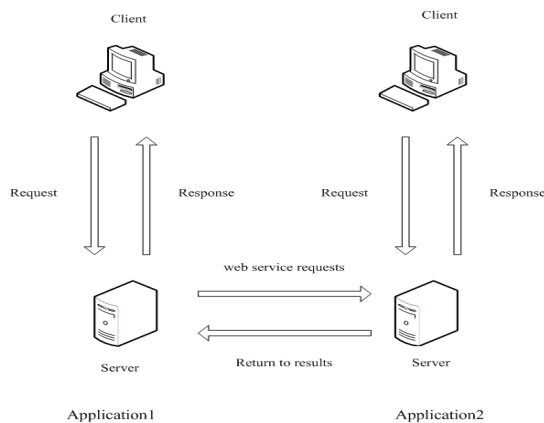 Client
Client
Request
Response
Request
Response
web service requests
Server
Return to results
Server
Application1
Application2